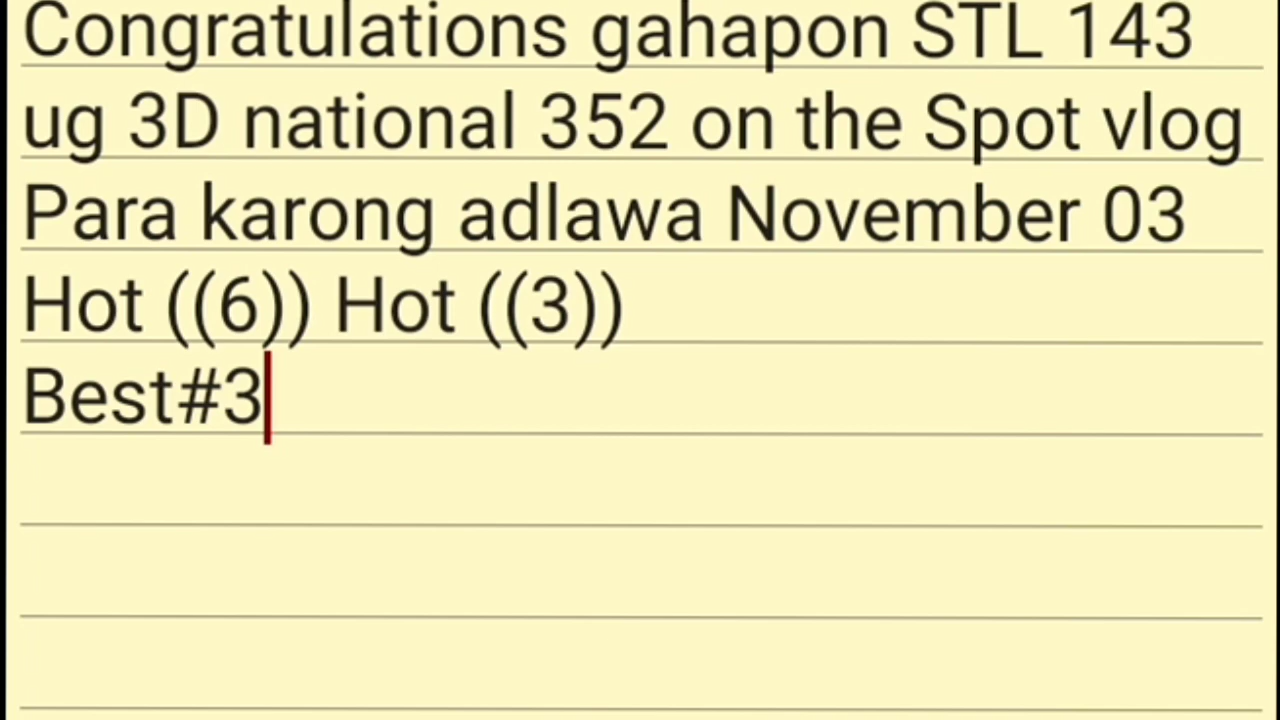 Congratulations gahapon STL 143
ug 3D national 352 on the Spot vlog
Para karong adlawa November 03
Hot ((6)) Hot ((3))
Best#3